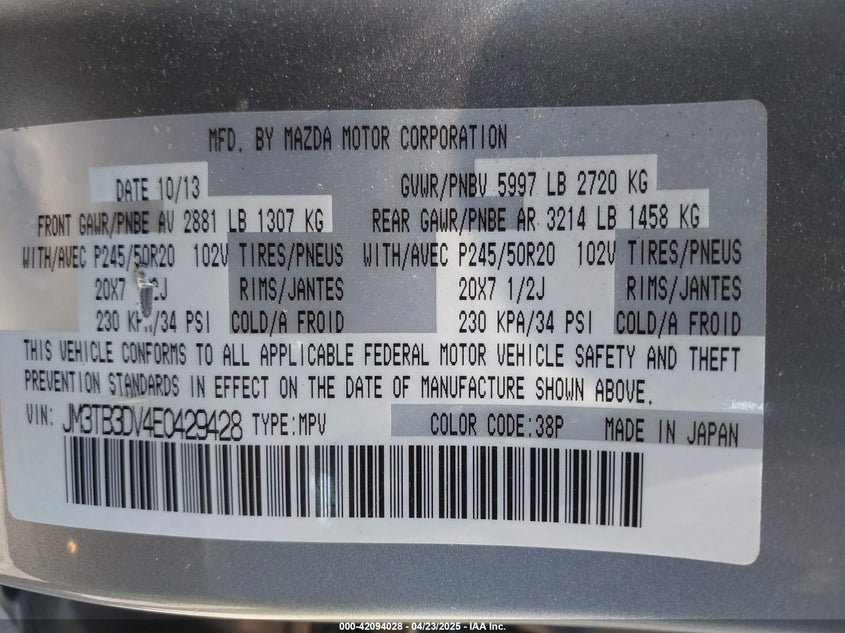 MFD. BY MAZDA MOTOR CORPORATION
DATE 10/13 GVWR/PNBV 5997 LB 2720 KG
FRONT GAWR/PNBE AV 2881 LB 1307 KG REAR GAWR/PNBE AR 3214 LB 1458 KG
WITH/AVEC P245/50R20 102V TIRES/PNEUS WITH/AVEC P245/50R20 102V TIRES/PNEUS
20X7 1/2J RIMS/JANTES 20X7 1/2J RIMS/JANTES
230 KPA/34 PSI COLD/A FROID 230 KPA/34 PSI COLD/A FROID
THIS VEHICLE CONFORMS TO ALL APPLICABLE FEDERAL MOTOR VEHICLE SAFETY AND THEFT
PREVENTION STANDARDS IN EFFECT ON THE DATE OF MANUFACTURE SHOWN ABOVE.
VIN: JM3TB3DV4E0429428 TYPE:MPV COLOR CODE:38P MADE IN JAPAN
000-42094028 - 04/23/2025 - IAA Inc.